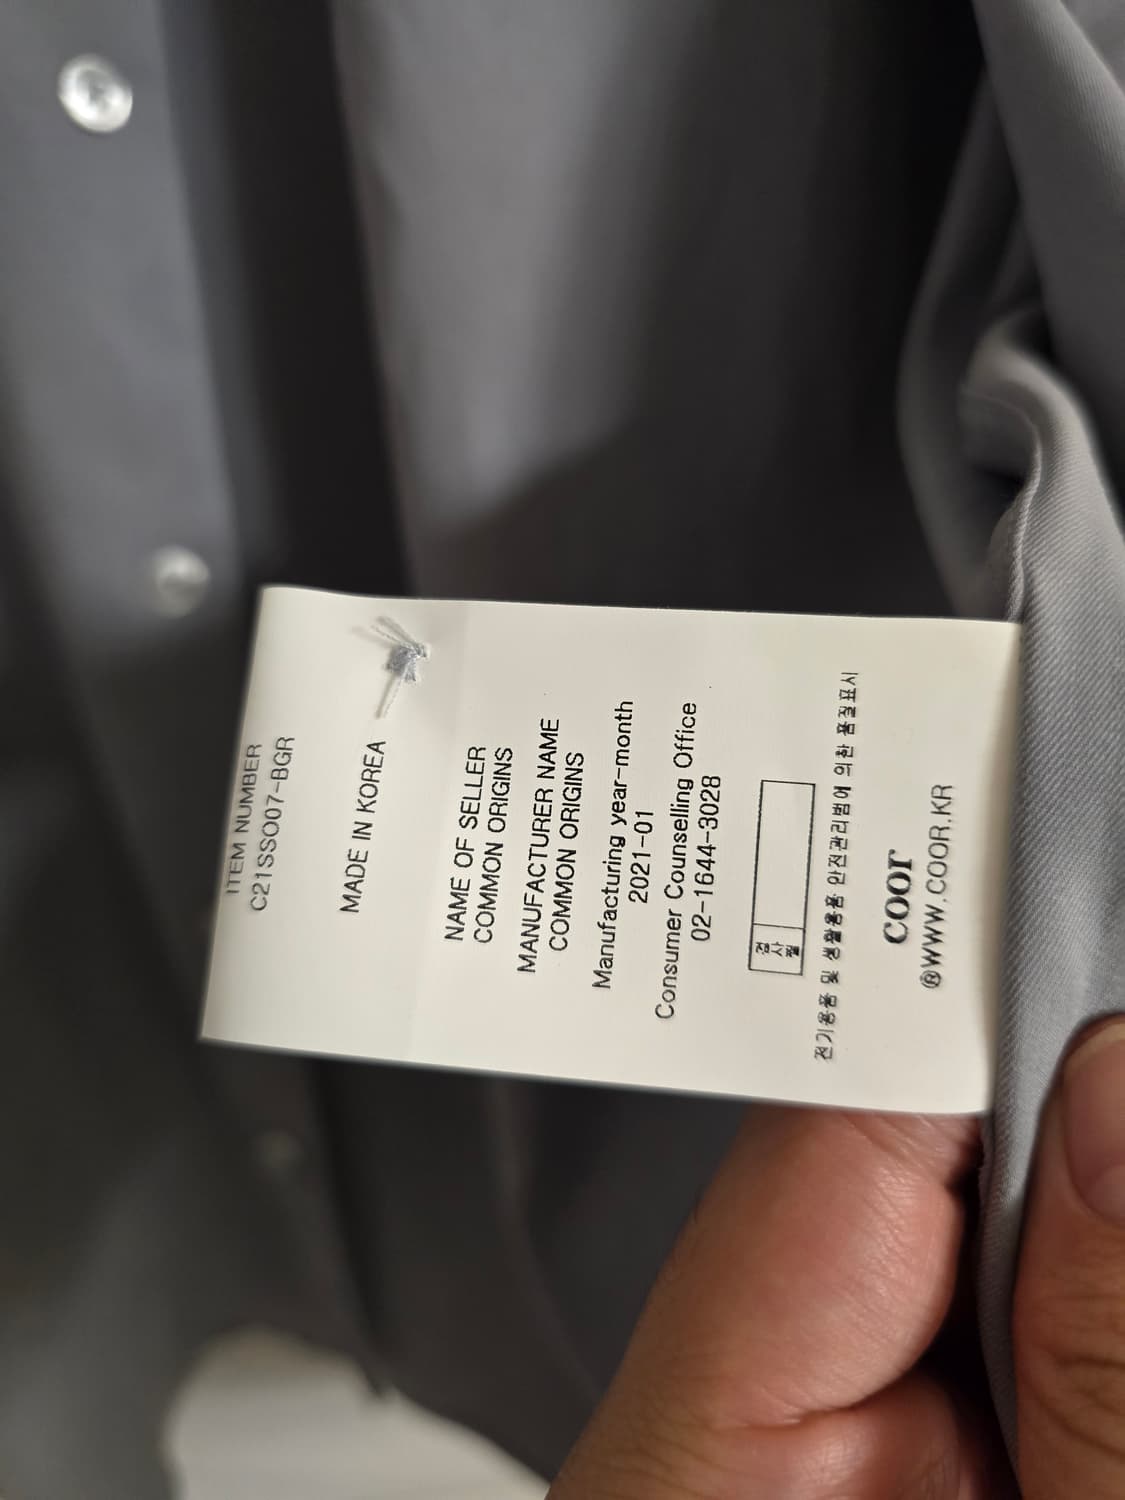 ITEM NUMBER
C21SSO07-BGR
MADE IN KOREA
NAME OF SELLER
COMMON ORIGINS
MANUFACTURER NAME
COMMON ORIGINS
Manufacturing year-month
2021-01
Consumer Counselling Office
02-1644-3028
검사필
전기용품 및 생활용품 안전관리법에 의한 품질표시
coor
®WWW.COOR.KR